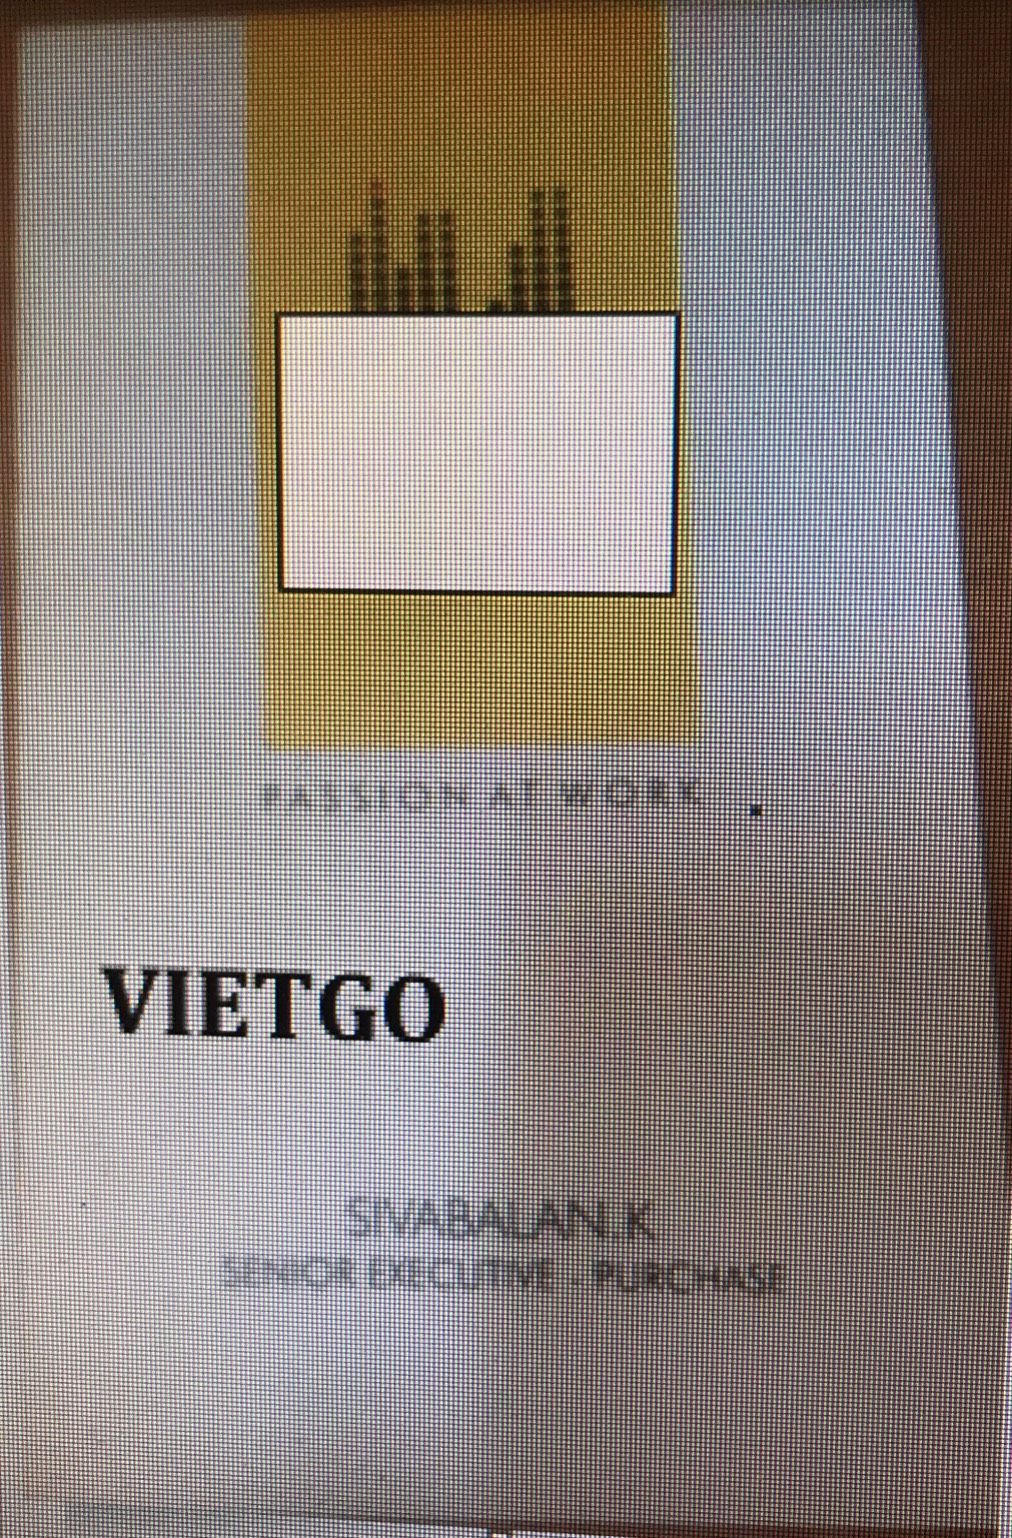 PASSION AT WORK
VIETGO
SIVABALAN.K
SENIOR EXECUTIVE - PURCHASE